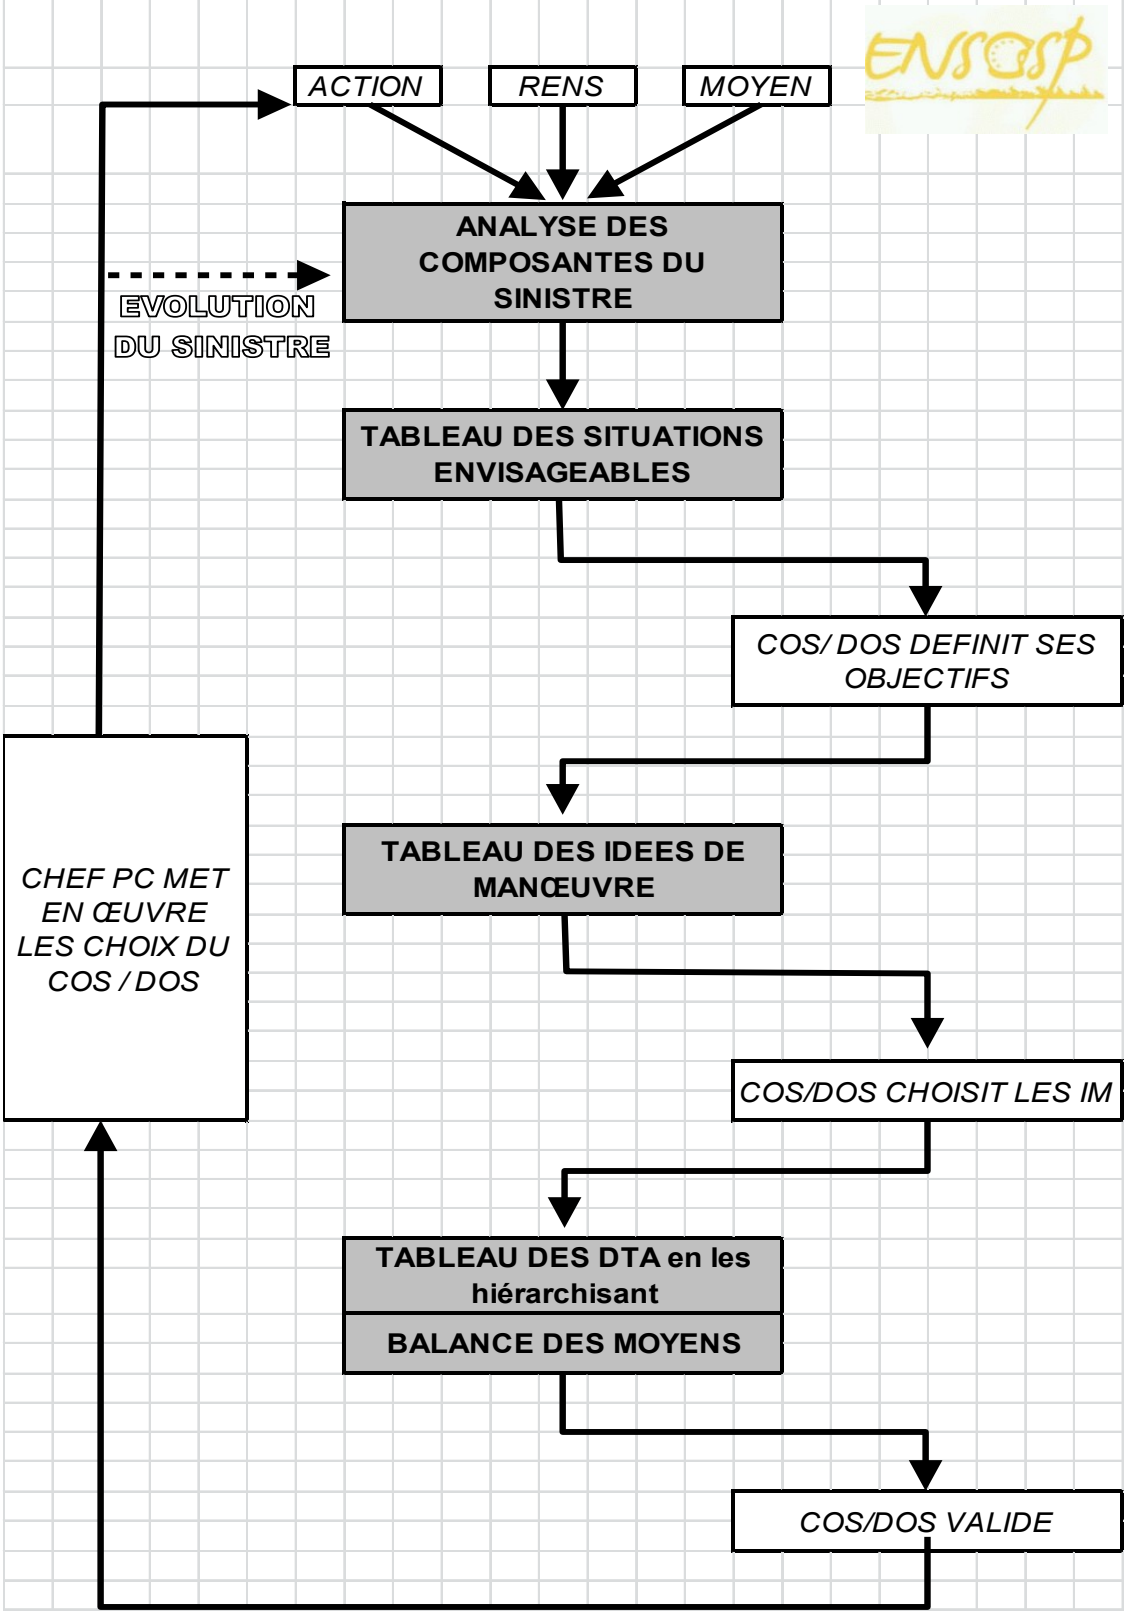 ENSOSP
ACTION
RENS
MOYEN
ANALYSE DES
COMPOSANTES DU
SINISTRE
EVOLUTION
DU SINISTRE
TABLEAU DES SITUATIONS
ENVISAGEABLES
COS/ DOS DEFINIT SES
OBJECTIFS
TABLEAU DES IDEES DE
MANŒUVRE
CHEF PC MET
EN ŒUVRE
LES CHOIX DU
COS / DOS
COS/DOS CHOISIT LES IM
TABLEAU DES DTA en les
hiérarchisant
BALANCE DES MOYENS
COS/DOS VALIDE